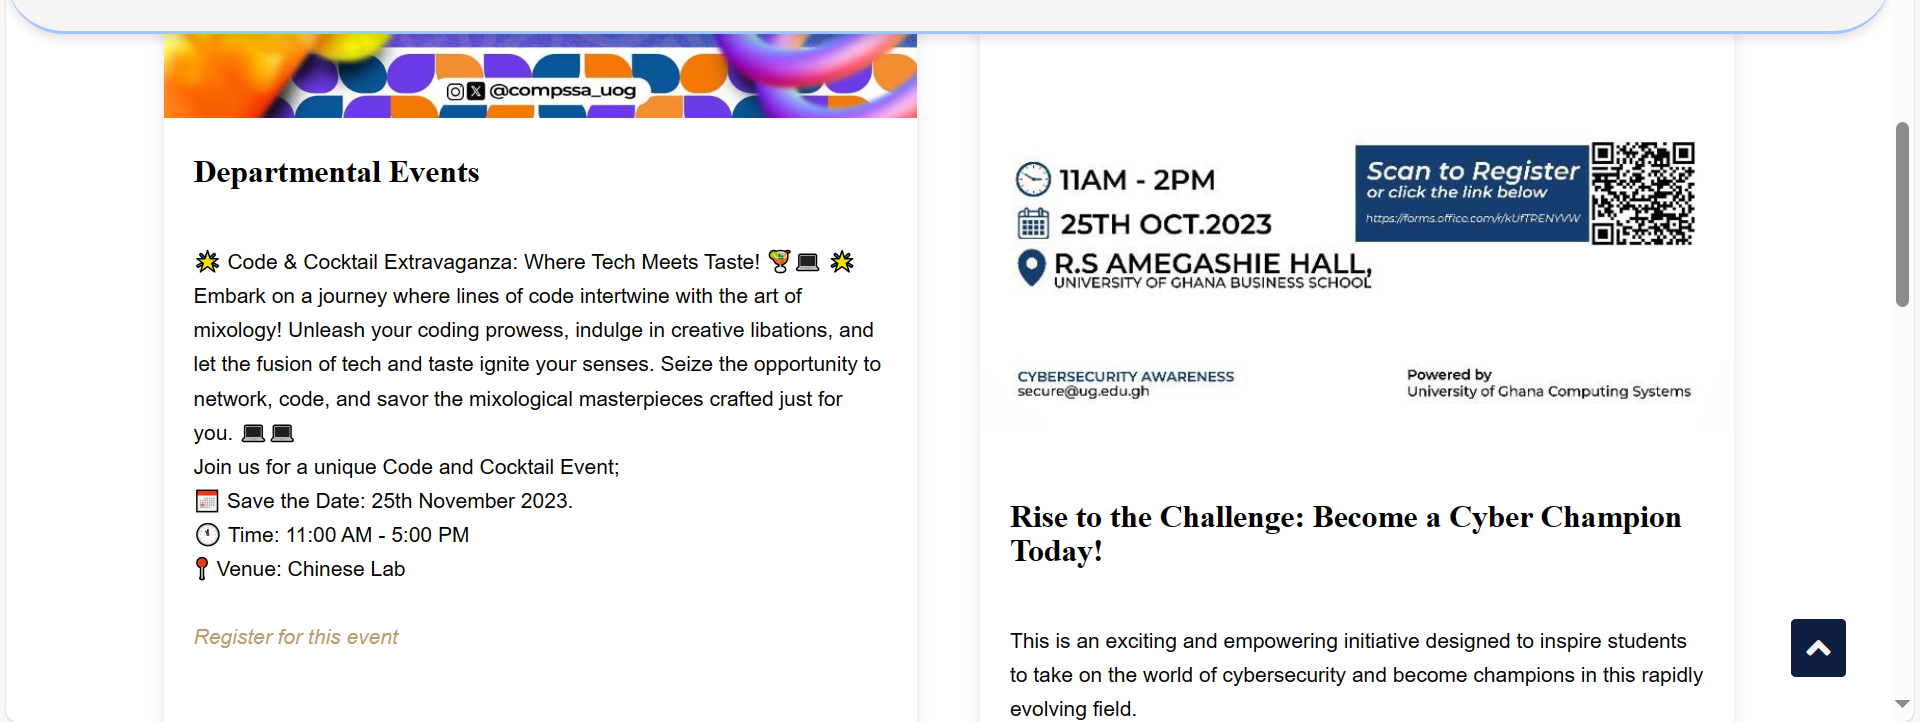 @compssa_uog
Departmental Events
🌟 Code & Cocktail Extravaganza: Where Tech Meets Taste! 🍹💻 🌟
Embark on a journey where lines of code intertwine with the art of
mixology! Unleash your coding prowess, indulge in creative libations, and
let the fusion of tech and taste ignite your senses. Seize the opportunity to
network, code, and savor the mixological masterpieces crafted just for
you. 💻💻
Join us for a unique Code and Cocktail Event;
📅 Save the Date: 25th November 2023.
🕚 Time: 11:00 AM - 5:00 PM
📍 Venue: Chinese Lab
Register for this event
11AM - 2PM
25TH OCT.2023
R.S AMEGASHIE HALL,
UNIVERSITY OF GHANA BUSINESS SCHOOL
Scan to Register
or click the link below
CYBERSECURITY AWARENESS
secure@ug.edu.gh
Powered by
University of Ghana Computing Systems
Rise to the Challenge: Become a Cyber Champion
Today!
This is an exciting and empowering initiative designed to inspire students
to take on the world of cybersecurity and become champions in this rapidly
evolving field.